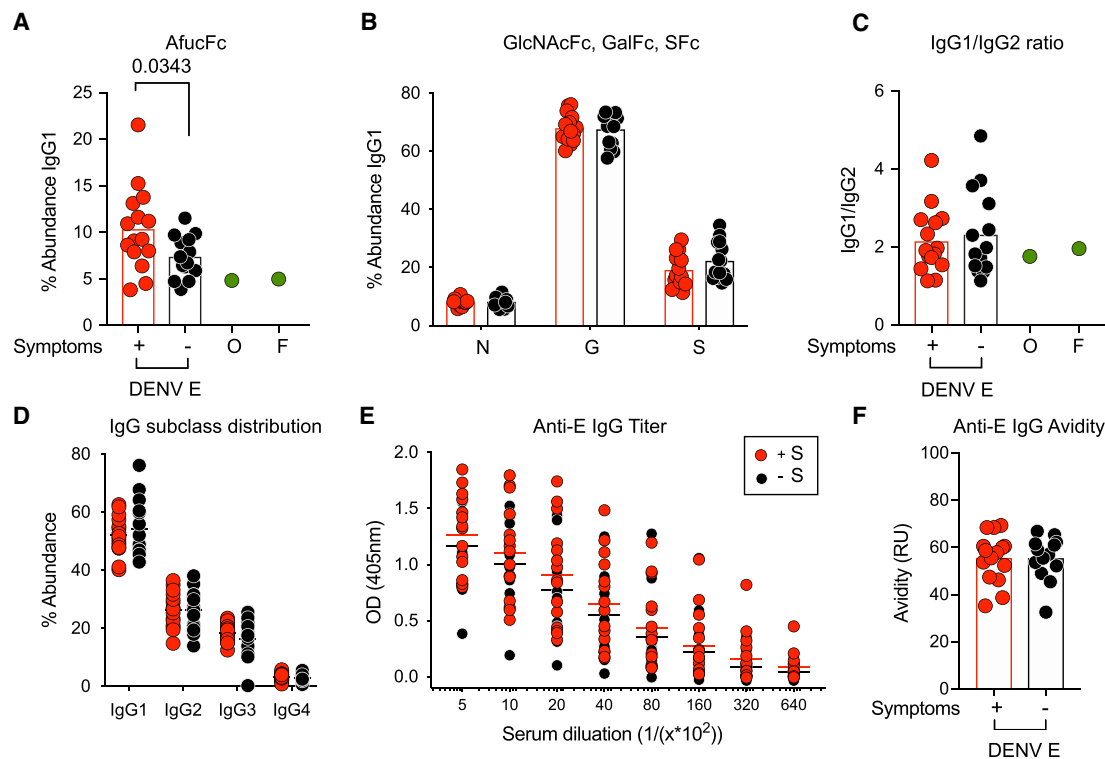 A
AfucFc
0.0343
% Abundance IgG1
25
20
15
10
5
0
Symptoms + - O F
DENV E
B
GlcNAcFc, GalFc, SFc
% Abundance IgG1
80
60
40
20
0
N G S
C
IgG1/IgG2 ratio
IgG1/IgG2
6
4
2
0
+ - O F
DENV E
D
IgG subclass distribution
% Abundance
80
60
40
20
0
IgG1 IgG2 IgG3 IgG4
E
Anti-E IgG Titer
+ S
- S
OD (405nm)
2.0
1.5
1.0
0.5
0.0
5 10 20 40 80 160 320 640
Serum diluation (1/(x*10²))
F
Anti-E IgG Avidity
Avidity (RU)
100
80
60
40
20
0
Symptoms + -
DENV E